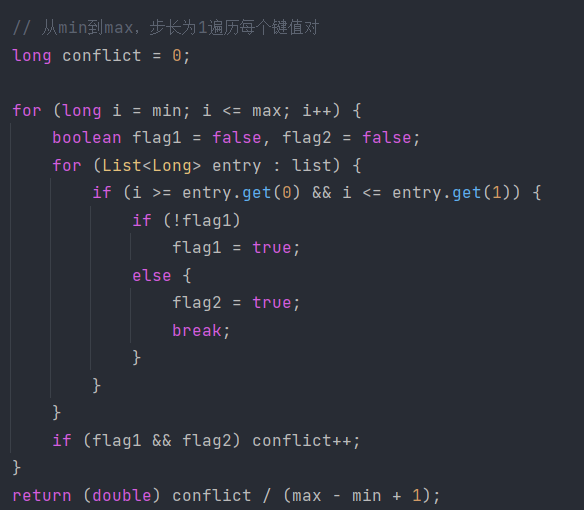 // 从min到max，步长为1遍历每个键值对
long conflict = 0;

for (long i = min; i <= max; i++) {
    boolean flag1 = false, flag2 = false;
    for (List<Long> entry : list) {
        if (i >= entry.get(0) && i <= entry.get(1)) {
            if (!flag1)
                flag1 = true;
            else {
                flag2 = true;
                break;
            }
        }
    }
    if (flag1 && flag2) conflict++;
}
return (double) conflict / (max - min + 1);